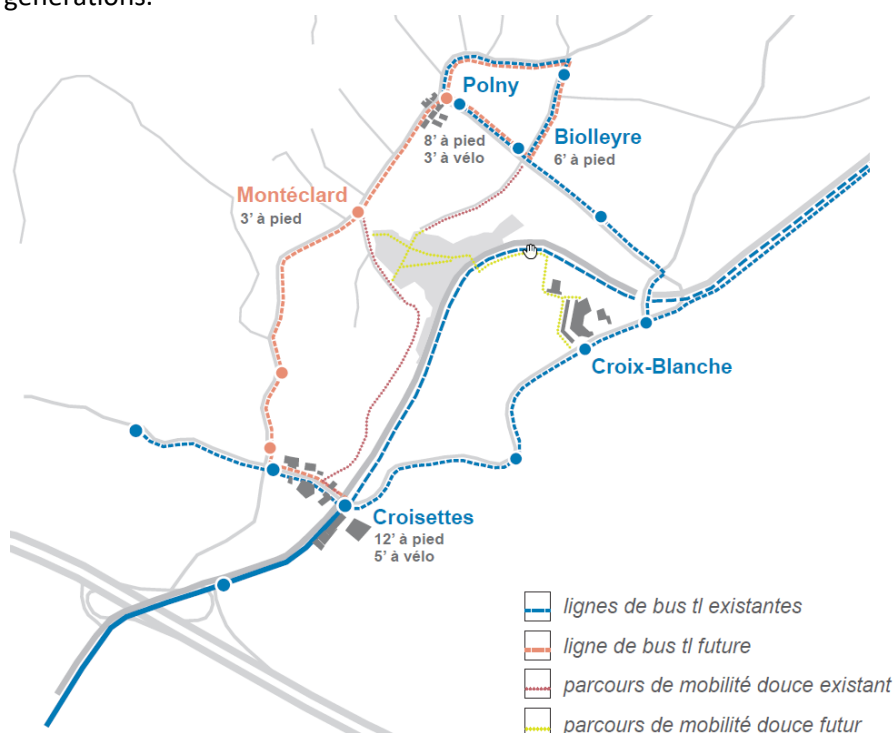 générations.
Polny
8' à pied
3' à vélo
Biolleyre
6' à pied
Montéclard
3' à pied
Croix-Blanche
Croisettes
12' à pied
5' à vélo
lignes de bus tl existantes
ligne de bus tl future
parcours de mobilité douce existant
parcours de mobilité douce futur